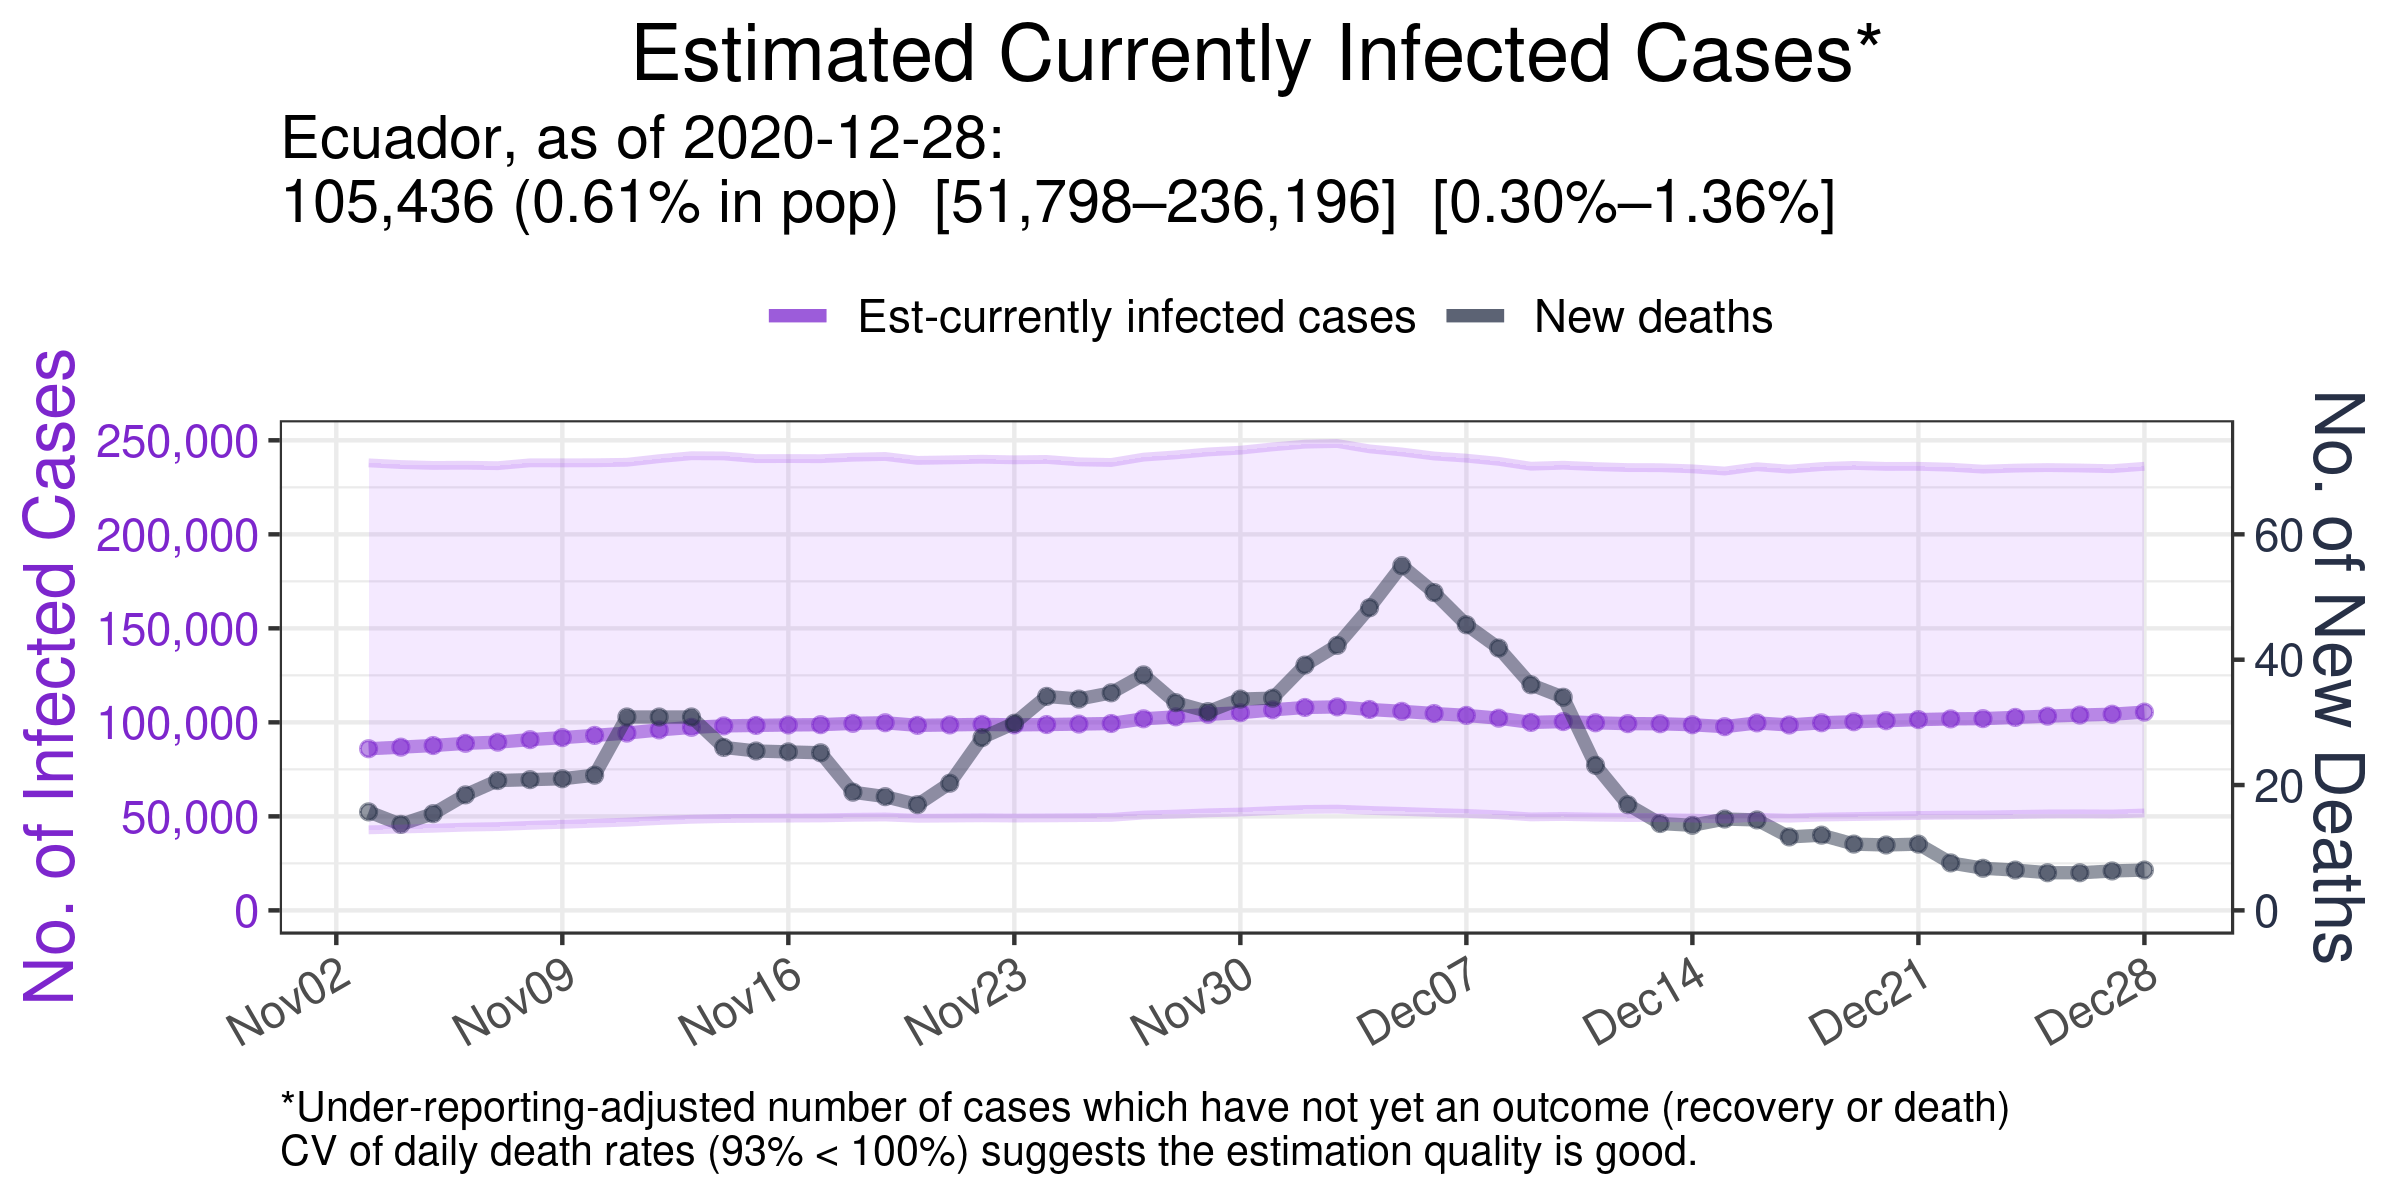 Estimated Currently Infected Cases*
Ecuador, as of 2020-12-28:
105,436 (0.61% in pop)  [51,798–236,196]  [0.30%–1.36%]
Est-currently infected cases
New deaths
No. of Infected Cases
250,000
200,000
150,000
100,000
50,000
0
60
40
20
0
No. of New Deaths
Nov02
Nov09
Nov16
Nov23
Nov30
Dec07
Dec14
Dec21
Dec28
*Under-reporting-adjusted number of cases which have not yet an outcome (recovery or death)
CV of daily death rates (93% < 100%) suggests the estimation quality is good.